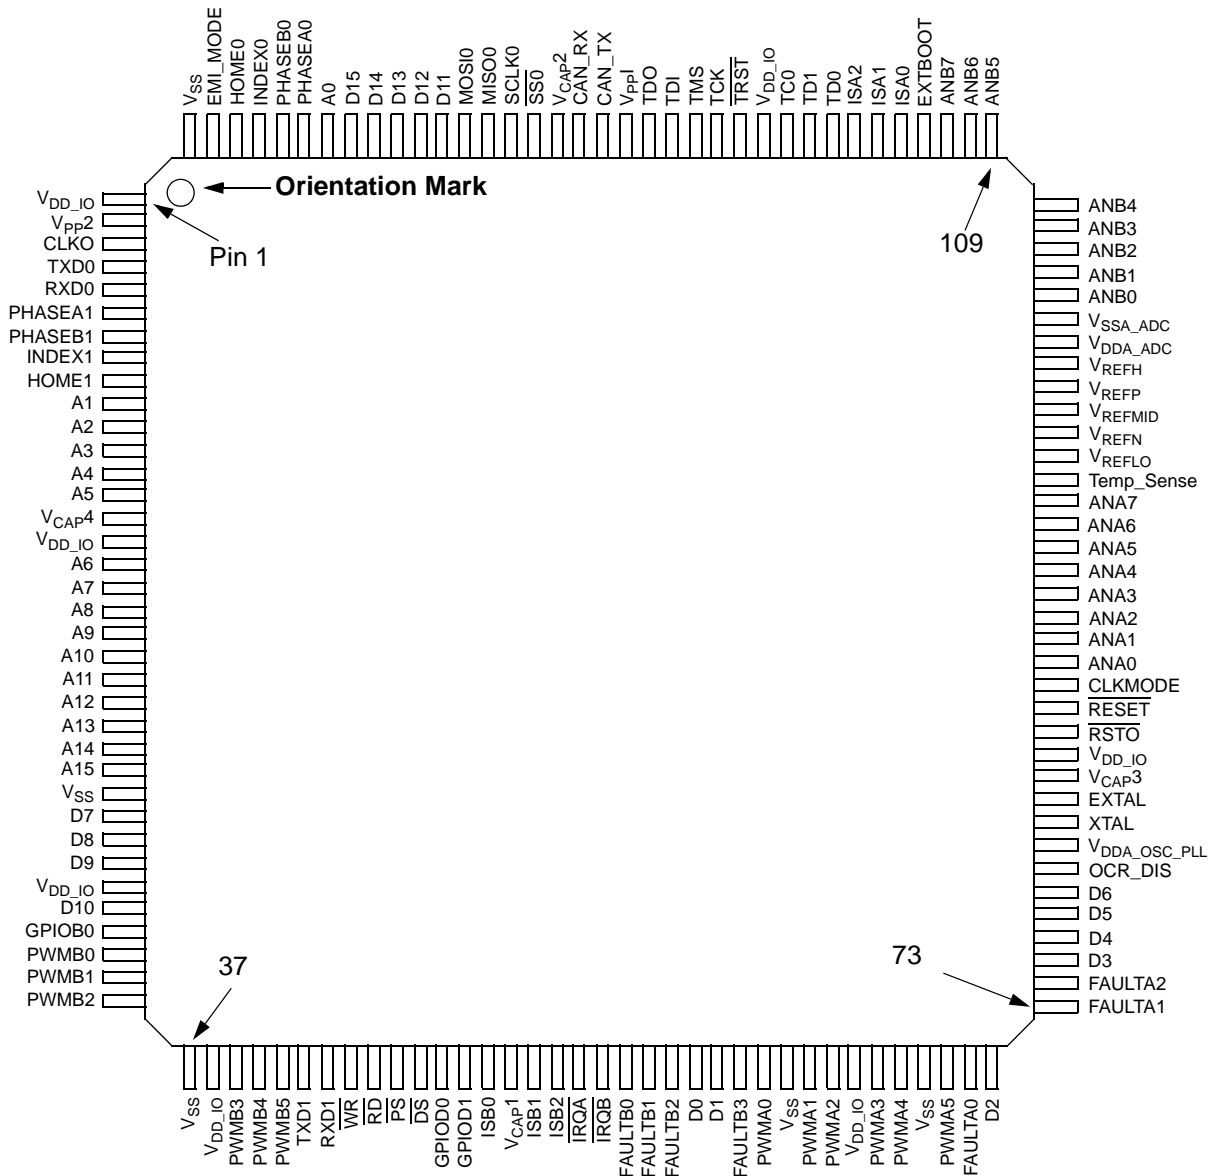 VSS
EMI_MODE
HOME0
INDEX0
PHASEB0
PHASEA0
A0
D15
D14
D13
D12
D11
MOSI0
MISO0
SCLK0
SS0
VCAP2
CAN_RX
CAN_TX
VPP1
TDO
TDI
TMS
TCK
TRST
VDD_IO
TC0
TD1
TD0
ISA2
ISA1
ISA0
EXTBOOT
ANB7
ANB6
ANB5
Orientation Mark
Pin 1
109
VDD_IO
VPP2
CLKO
TXD0
RXD0
PHASEA1
PHASEB1
INDEX1
HOME1
A1
A2
A3
A4
A5
VCAP4
VDD_IO
A6
A7
A8
A9
A10
A11
A12
A13
A14
A15
VSS
D7
D8
D9
VDD_IO
D10
GPIOB0
PWMB0
PWMB1
PWMB2
ANB4
ANB3
ANB2
ANB1
ANB0
VSSA_ADC
VDDA_ADC
VREFH
VREFP
VREFMID
VREFN
VREFLO
Temp_Sense
ANA7
ANA6
ANA5
ANA4
ANA3
ANA2
ANA1
ANA0
CLKMODE
RESET
RSTO
VDD_IO
VCAP3
EXTAL
XTAL
VDDA_OSC_PLL
OCR_DIS
D6
D5
D4
D3
FAULTA2
FAULTA1
37
73
VSS
VDD_IO
PWMB3
PWMB4
PWMB5
TXD1
RXD1
WR
RD
PS
DS
GPIOD0
GPIOD1
ISB0
VCAP1
ISB1
ISB2
IRQA
IRQB
FAULTB0
FAULTB1
FAULTB2
D0
D1
FAULTB3
PWMA0
VSS
PWMA1
PWMA2
VDD_IO
PWMA3
PWMA4
VSS
PWMA5
FAULTA0
D2